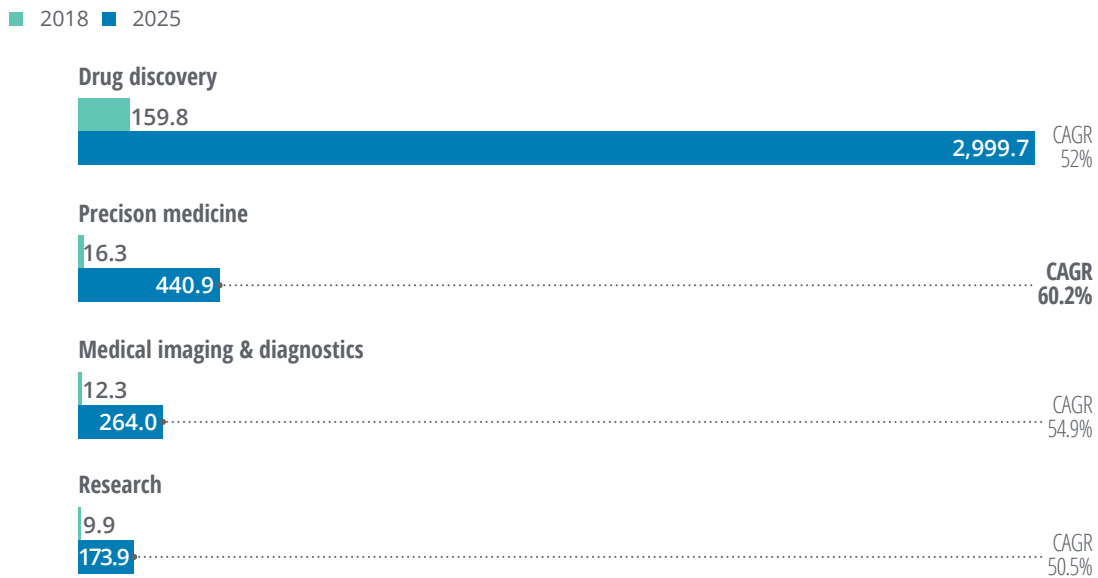 2018 2025
Drug discovery
159.8
2,999.7
CAGR
52%
Precison medicine
16.3
440.9
CAGR
60.2%
Medical imaging & diagnostics
12.3
264.0
CAGR
54.9%
Research
9.9
173.9
CAGR
50.5%